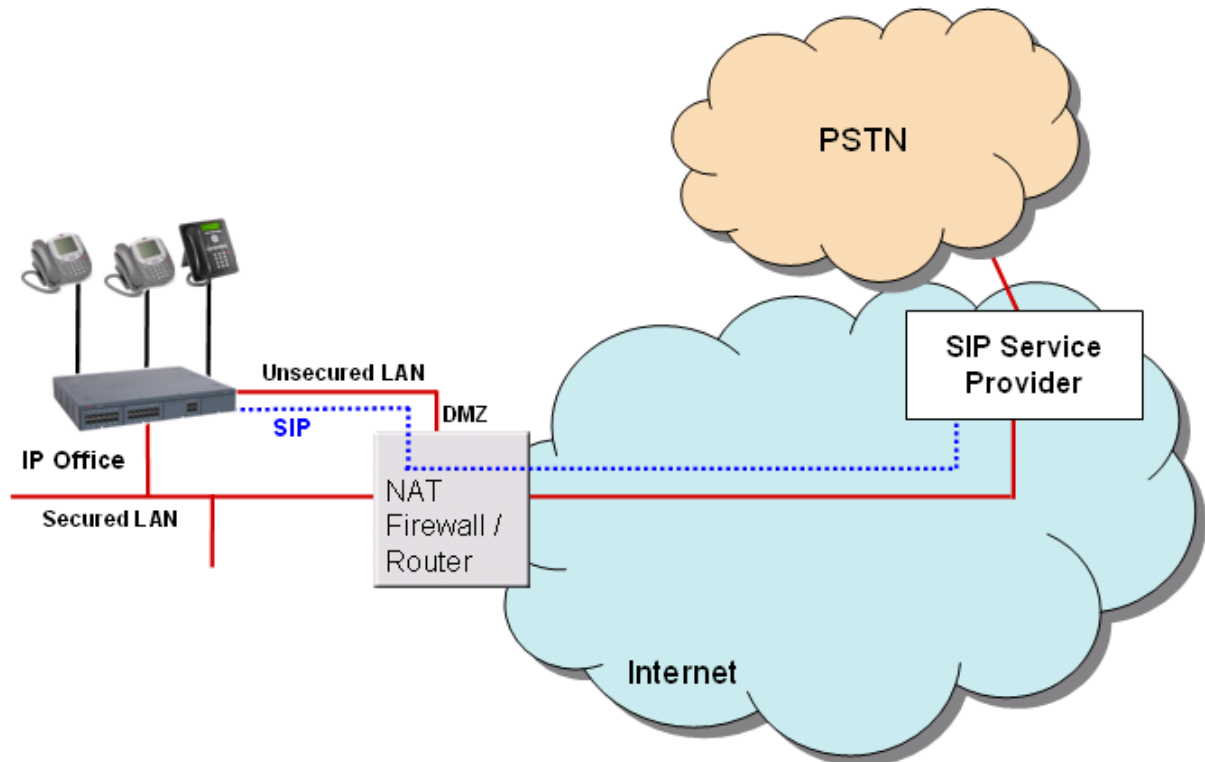 PSTN
SIP Service
Provider
Unsecured LAN
DMZ
SIP
IP Office
NAT
Firewall /
Router
Secured LAN
Internet